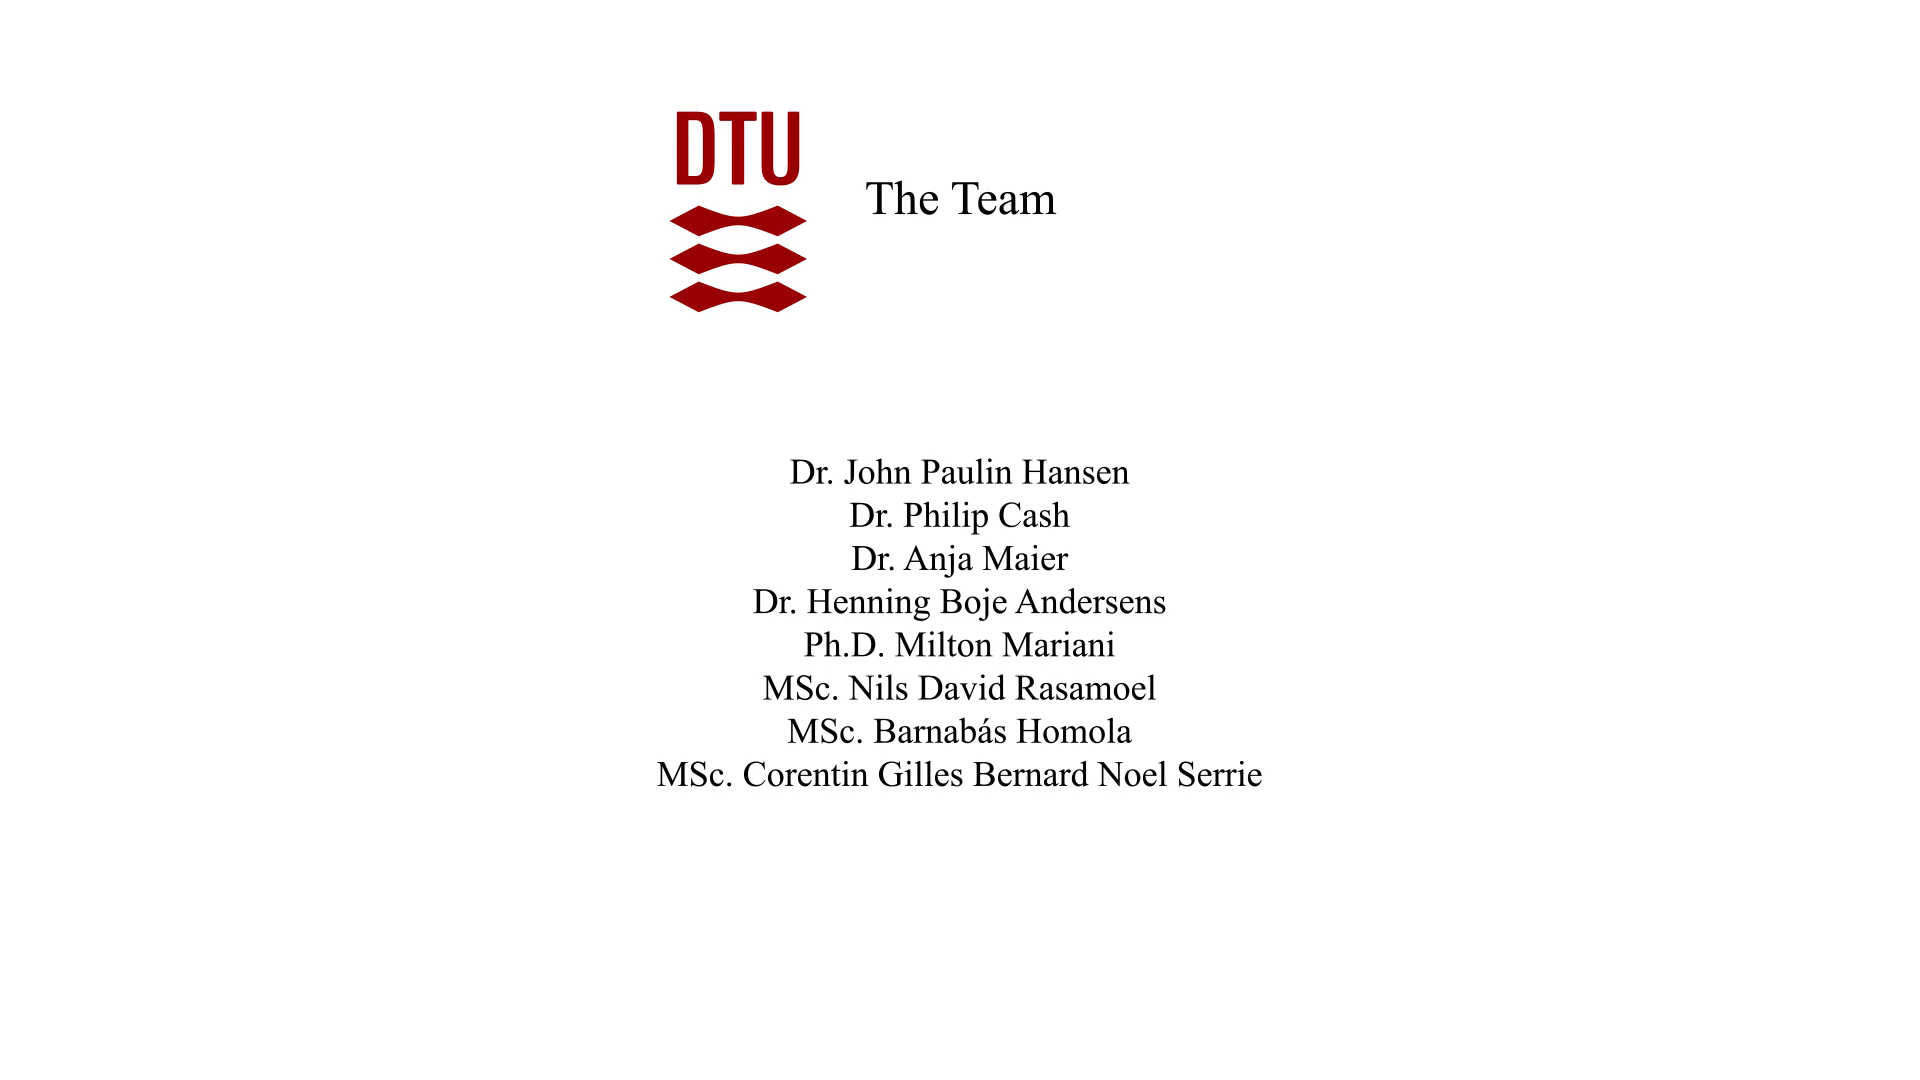 DTU
The Team
Dr. John Paulin Hansen
Dr. Philip Cash
Dr. Anja Maier
Dr. Henning Boje Andersens
Ph.D. Milton Mariani
MSc. Nils David Rasamoel
MSc. Barnabás Homola
MSc. Corentin Gilles Bernard Noel Serrie